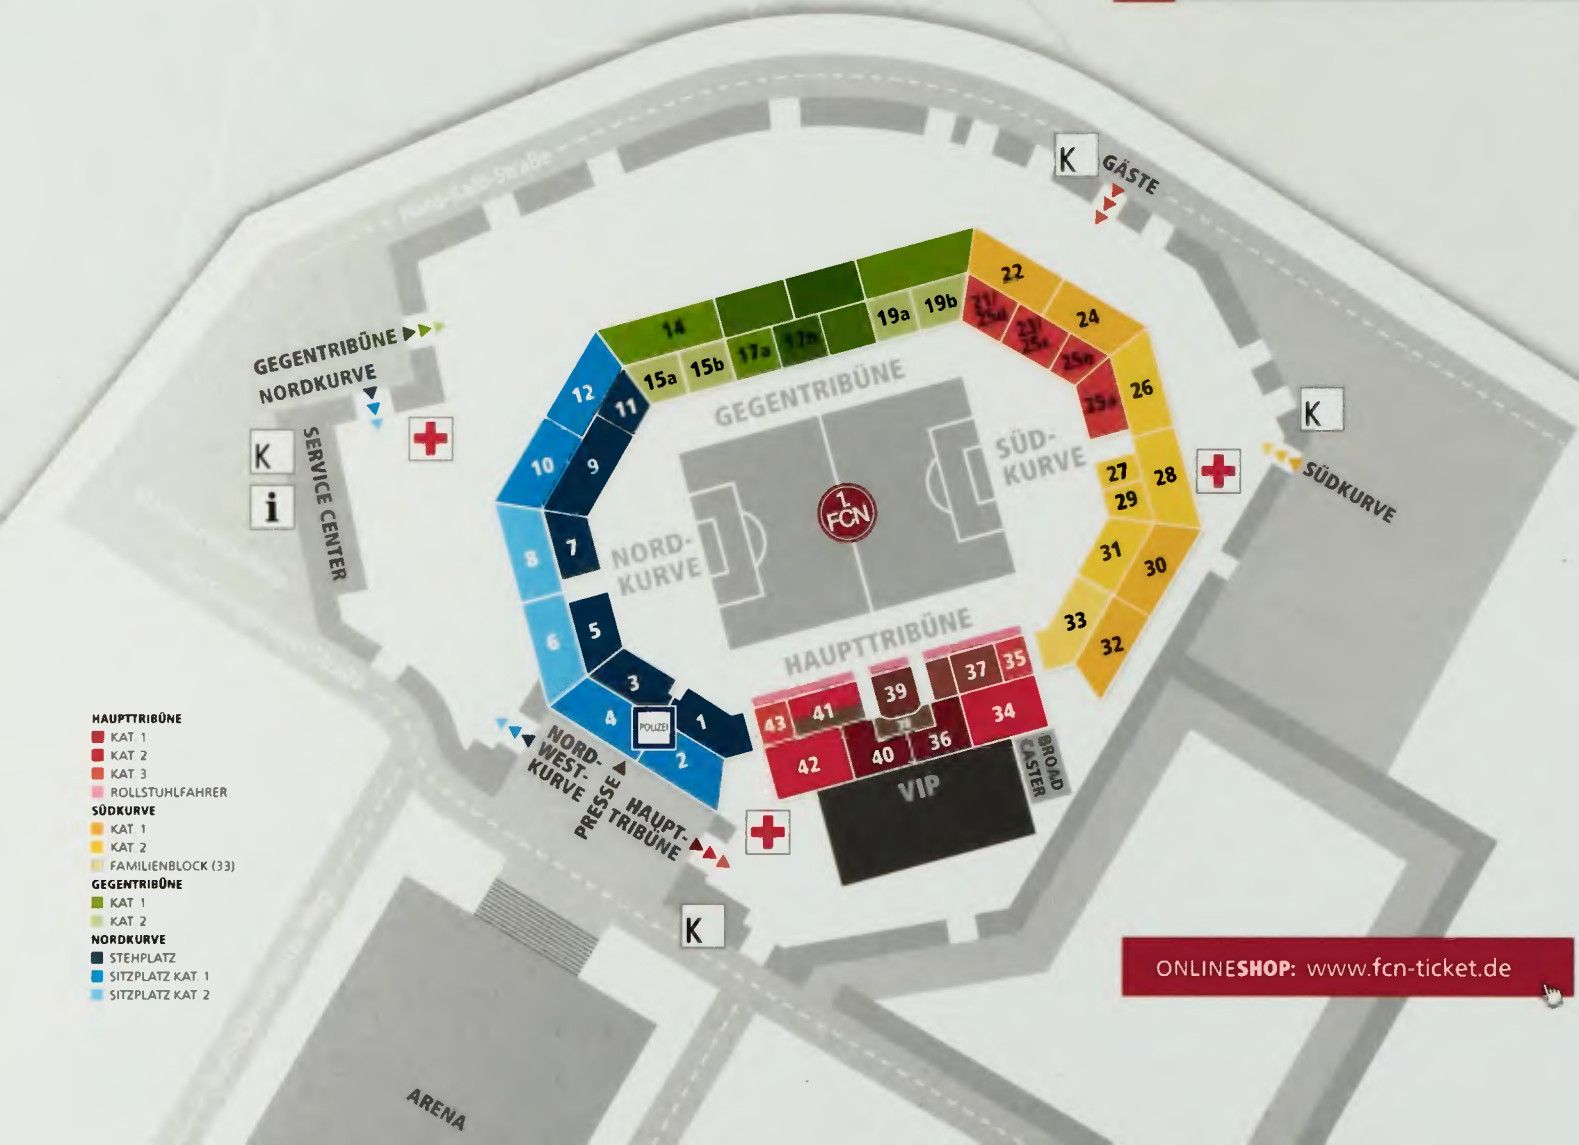 K
GÄSTE
22
24
14
19a
19b
15a
15b
17a
GEGENTRIBÜNE
NORDKURVE
K
i
SERVICE CENTER
12
11
10
9
8
7
6
5
3
4
POLIZEI
1
2
GEGENTRIBÜNE
NORD-
KURVE
1.
FCN
SÜD-
KURVE
HAUPTTRIBÜNE
25a
26
27
28
29
31
30
33
32
K
SÜDKURVE
43
41
39
37
35
42
40
36
34
VIP
BROAD
CASTER
NORD-
WEST-
KURVE
PRESSE
HAUPT-
TRIBÜNE
K
ARENA
HAUPTTRIBÜNE
KAT. 1
KAT. 2
KAT. 3
ROLLSTUHLFAHRER
SÜDKURVE
KAT. 1
KAT. 2
FAMILIENBLOCK (33)
GEGENTRIBÜNE
KAT. 1
KAT. 2
NORDKURVE
STEHPLATZ
SITZPLATZ KAT. 1
SITZPLATZ KAT. 2
ONLINESHOP: www.fcn-ticket.de